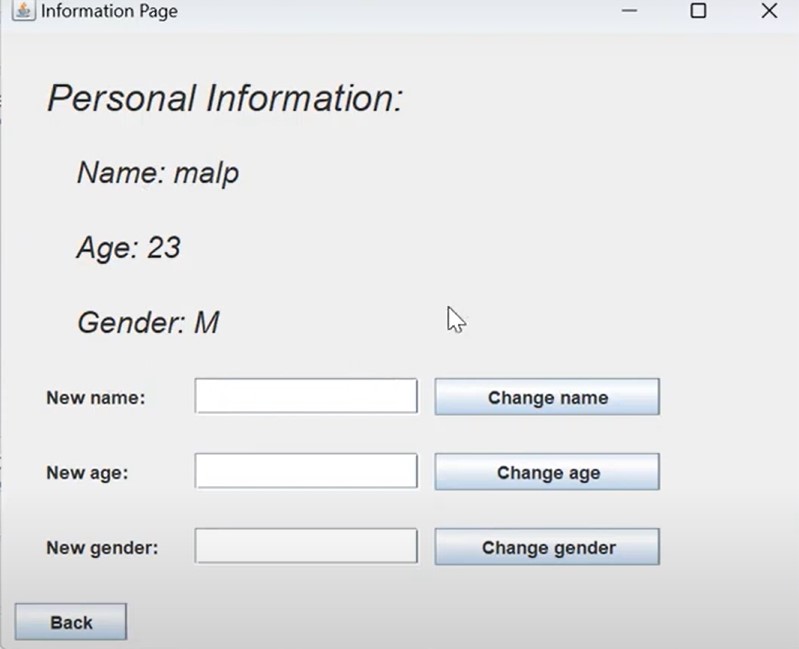 Information Page
Personal Information:
Name: malp
Age: 23
Gender: M
New name: Change name
New age: Change age
New gender: Change gender
Back